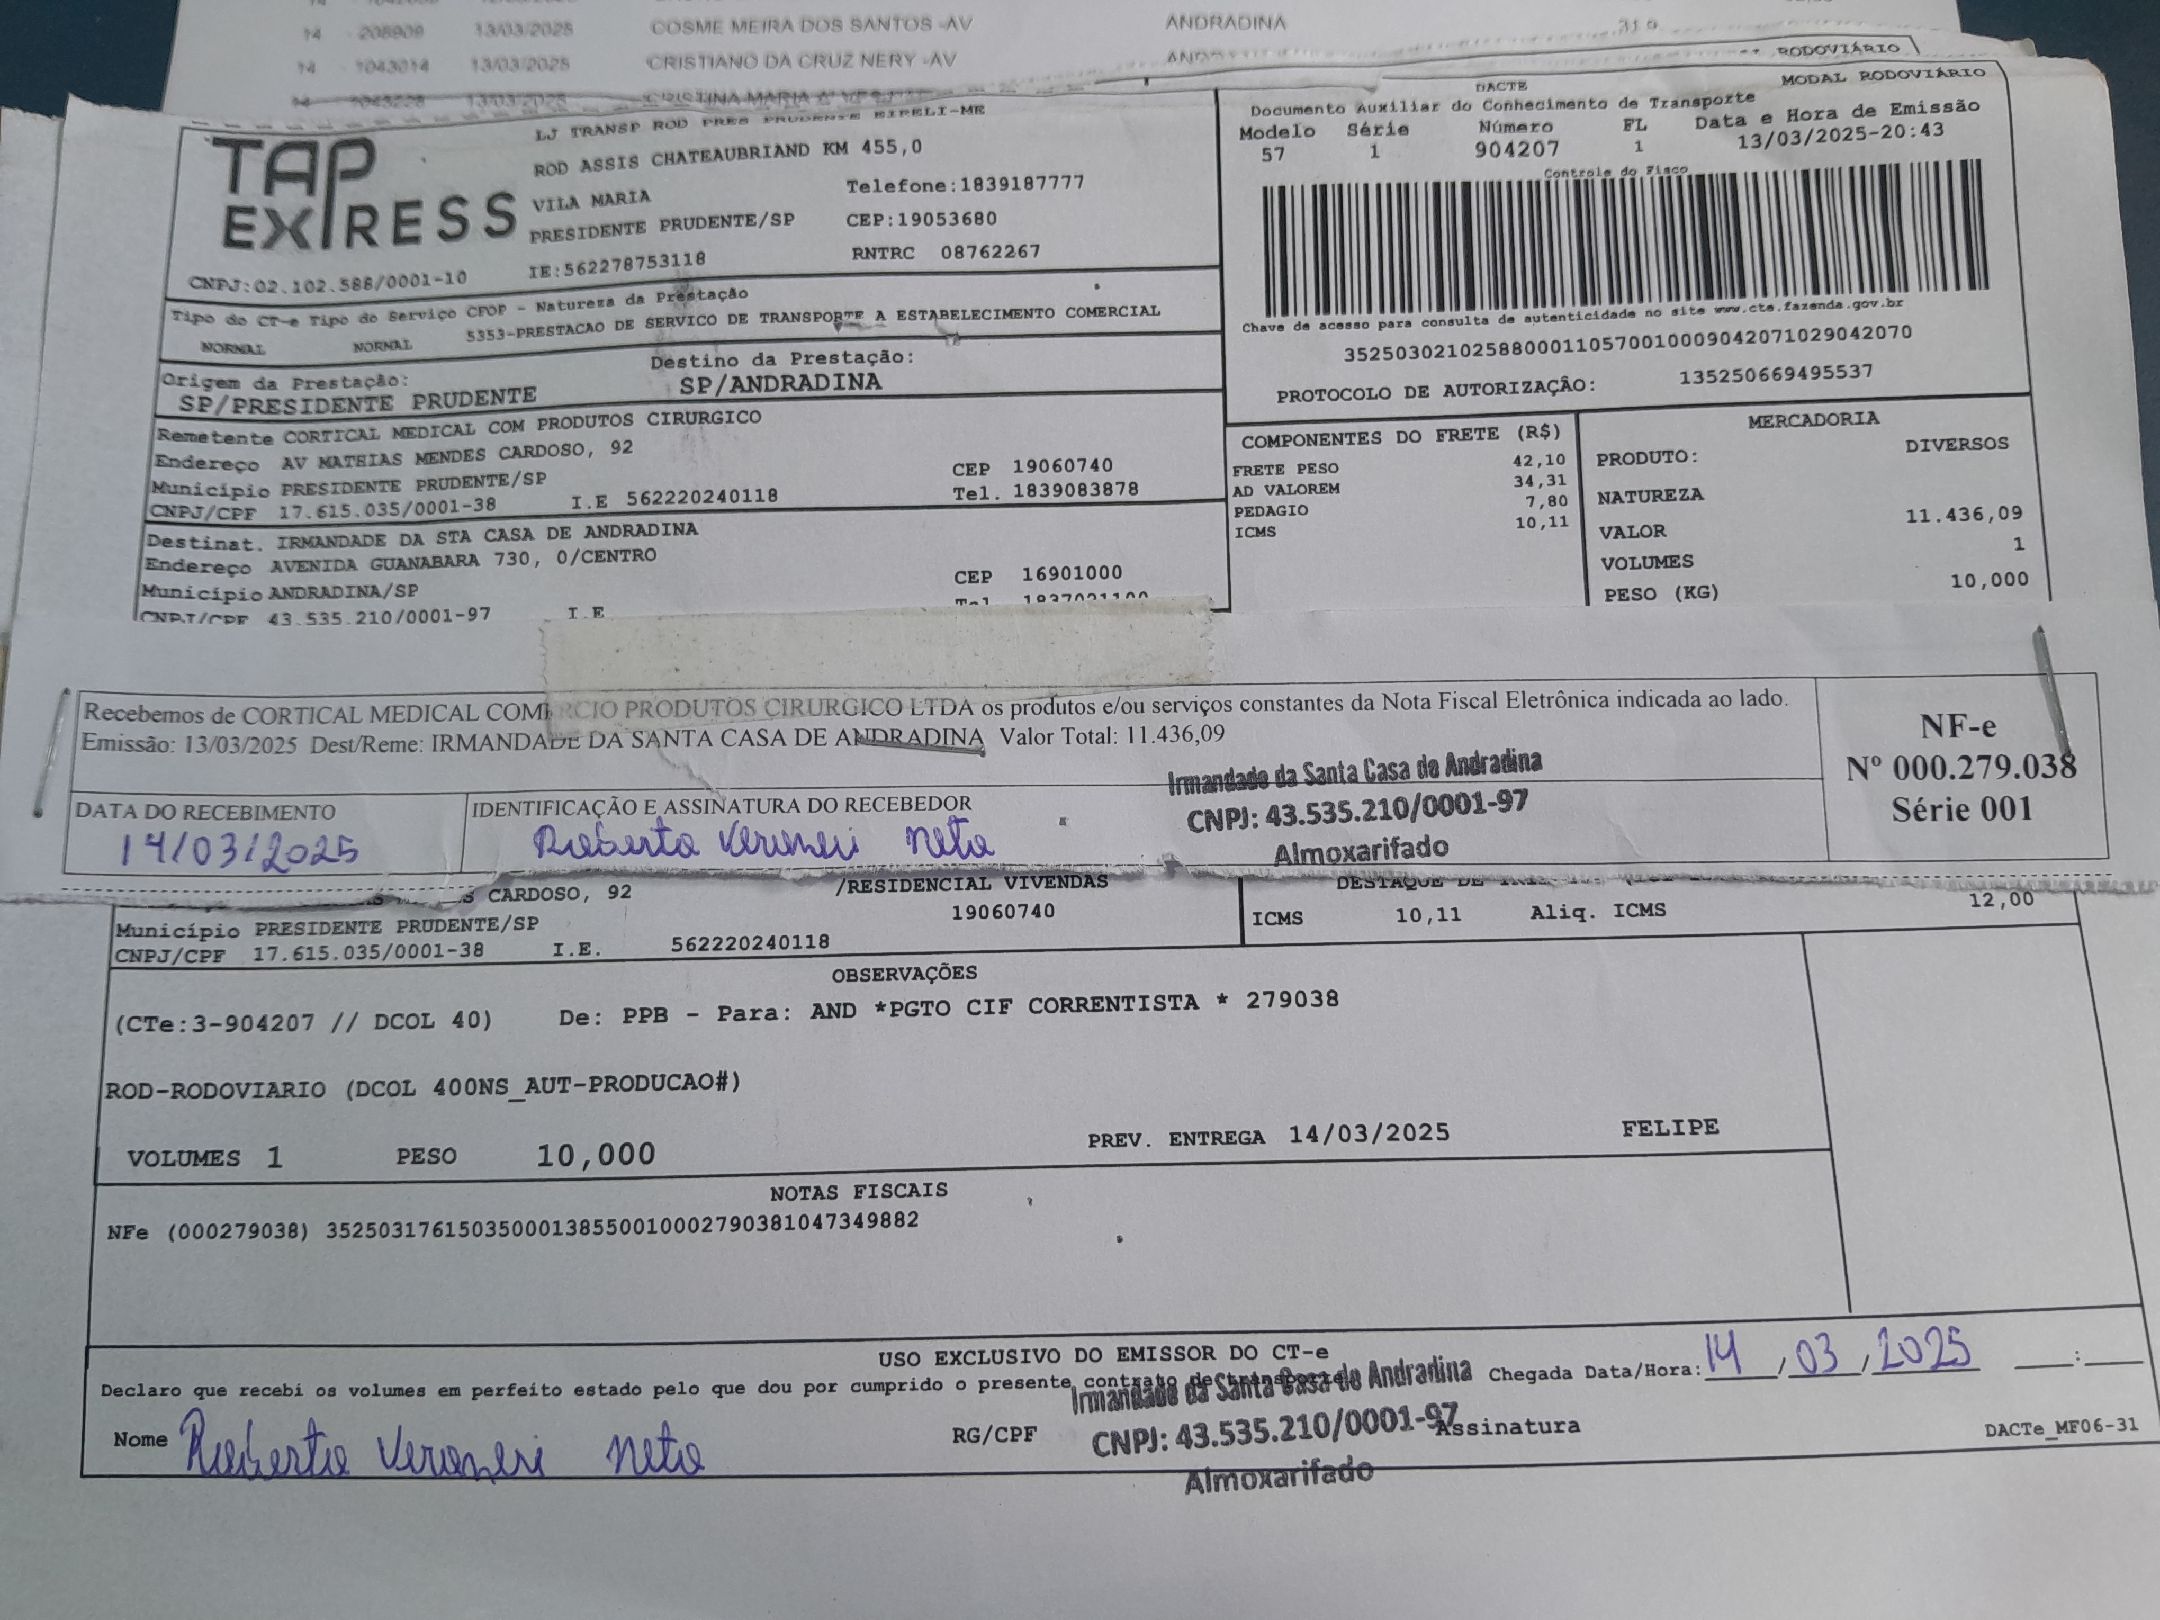 14 208909 13/03/2025 COSME MEIRA DOS SANTOS -AV ANDRADINA
14 1043014 13/03/2025 CRISTIANO DA CRUZ NERY -AV
RODOVIÁRIO
TAP EXPRESS
LJ TRANSP ROD PRES PRUDENTE EIRELI-ME
ROD ASSIS CHATEAUBRIAND KM 455,0
VILA MARIA Telefone:1839187777
PRESIDENTE PRUDENTE/SP CEP:19053680
CNPJ:02.102.588/0001-10 IE:562278753118 RNTRC 08762267
DACTE MODAL RODOVIÁRIO
Documento Auxiliar do Conhecimento de Transporte
Modelo Série Número FL Data e Hora de Emissão
57 1 904207 1 13/03/2025-20:43
Controle do Fisco
Chave de acesso para consulta de autenticidade no site www.cte.fazenda.gov.br
35250302102588000110570010009042071029042070
PROTOCOLO DE AUTORIZAÇÃO: 135250669495537
Tipo do CT-e Tipo do Serviço CFOP - Natureza da Prestação
NORMAL NORMAL 5353-PRESTACAO DE SERVICO DE TRANSPORTE A ESTABELECIMENTO COMERCIAL
Origem da Prestação: Destino da Prestação:
SP/PRESIDENTE PRUDENTE SP/ANDRADINA
Remetente CORTICAL MEDICAL COM PRODUTOS CIRURGICO
Endereço AV MATHIAS MENDES CARDOSO, 92
Município PRESIDENTE PRUDENTE/SP CEP 19060740
CNPJ/CPF 17.615.035/0001-38 I.E 562220240118 Tel. 1839083878
Destinat. IRMANDADE DA STA CASA DE ANDRADINA
Endereço AVENIDA GUANABARA 730, 0/CENTRO
Município ANDRADINA/SP CEP 16901000
CNPJ/CPF 43.535.210/0001-97 I.E Tel 1837021100
COMPONENTES DO FRETE (R$)
FRETE PESO 42,10
AD VALOREM 34,31
PEDAGIO 7,80
ICMS 10,11
MERCADORIA
PRODUTO: DIVERSOS
NATUREZA
VALOR 11.436,09
VOLUMES 1
PESO (KG) 10,000
Recebemos de CORTICAL MEDICAL COMERCIO PRODUTOS CIRURGICO LTDA os produtos e/ou serviços constantes da Nota Fiscal Eletrônica indicada ao lado.
Emissão: 13/03/2025 Dest/Reme: IRMANDADE DA SANTA CASA DE ANDRADINA Valor Total: 11.436,09
NF-e
Nº 000.279.038
Série 001
DATA DO RECEBIMENTO
14/03/2025
IDENTIFICAÇÃO E ASSINATURA DO RECEBEDOR
Roberto Veroneri Neto
Irmandade da Santa Casa de Andradina
CNPJ: 43.535.210/0001-97
Almoxarifado
CARDOSO, 92 /RESIDENCIAL VIVENDAS
Município PRESIDENTE PRUDENTE/SP 19060740
CNPJ/CPF 17.615.035/0001-38 I.E. 562220240118
ICMS 10,11 Aliq. ICMS 12,00
OBSERVAÇÕES
(CTe:3-904207 // DCOL 40) De: PPB - Para: AND *PGTO CIF CORRENTISTA * 279038
ROD-RODOVIARIO (DCOL 400NS_AUT-PRODUCAO#)
VOLUMES 1 PESO 10,000 PREV. ENTREGA 14/03/2025 FELIPE
NOTAS FISCAIS
NFe (000279038) 35250317615035000138550010002790381047349882
USO EXCLUSIVO DO EMISSOR DO CT-e
Declaro que recebi os volumes em perfeito estado pelo que dou por cumprido o presente contrato de transporte Chegada Data/Hora: 14/03/2025 :
Irmandade da Santa Casa de Andradina
CNPJ: 43.535.210/0001-97
Almoxarifado
Nome Roberto Veroneri Neto RG/CPF Assinatura DACTe_MF06-31